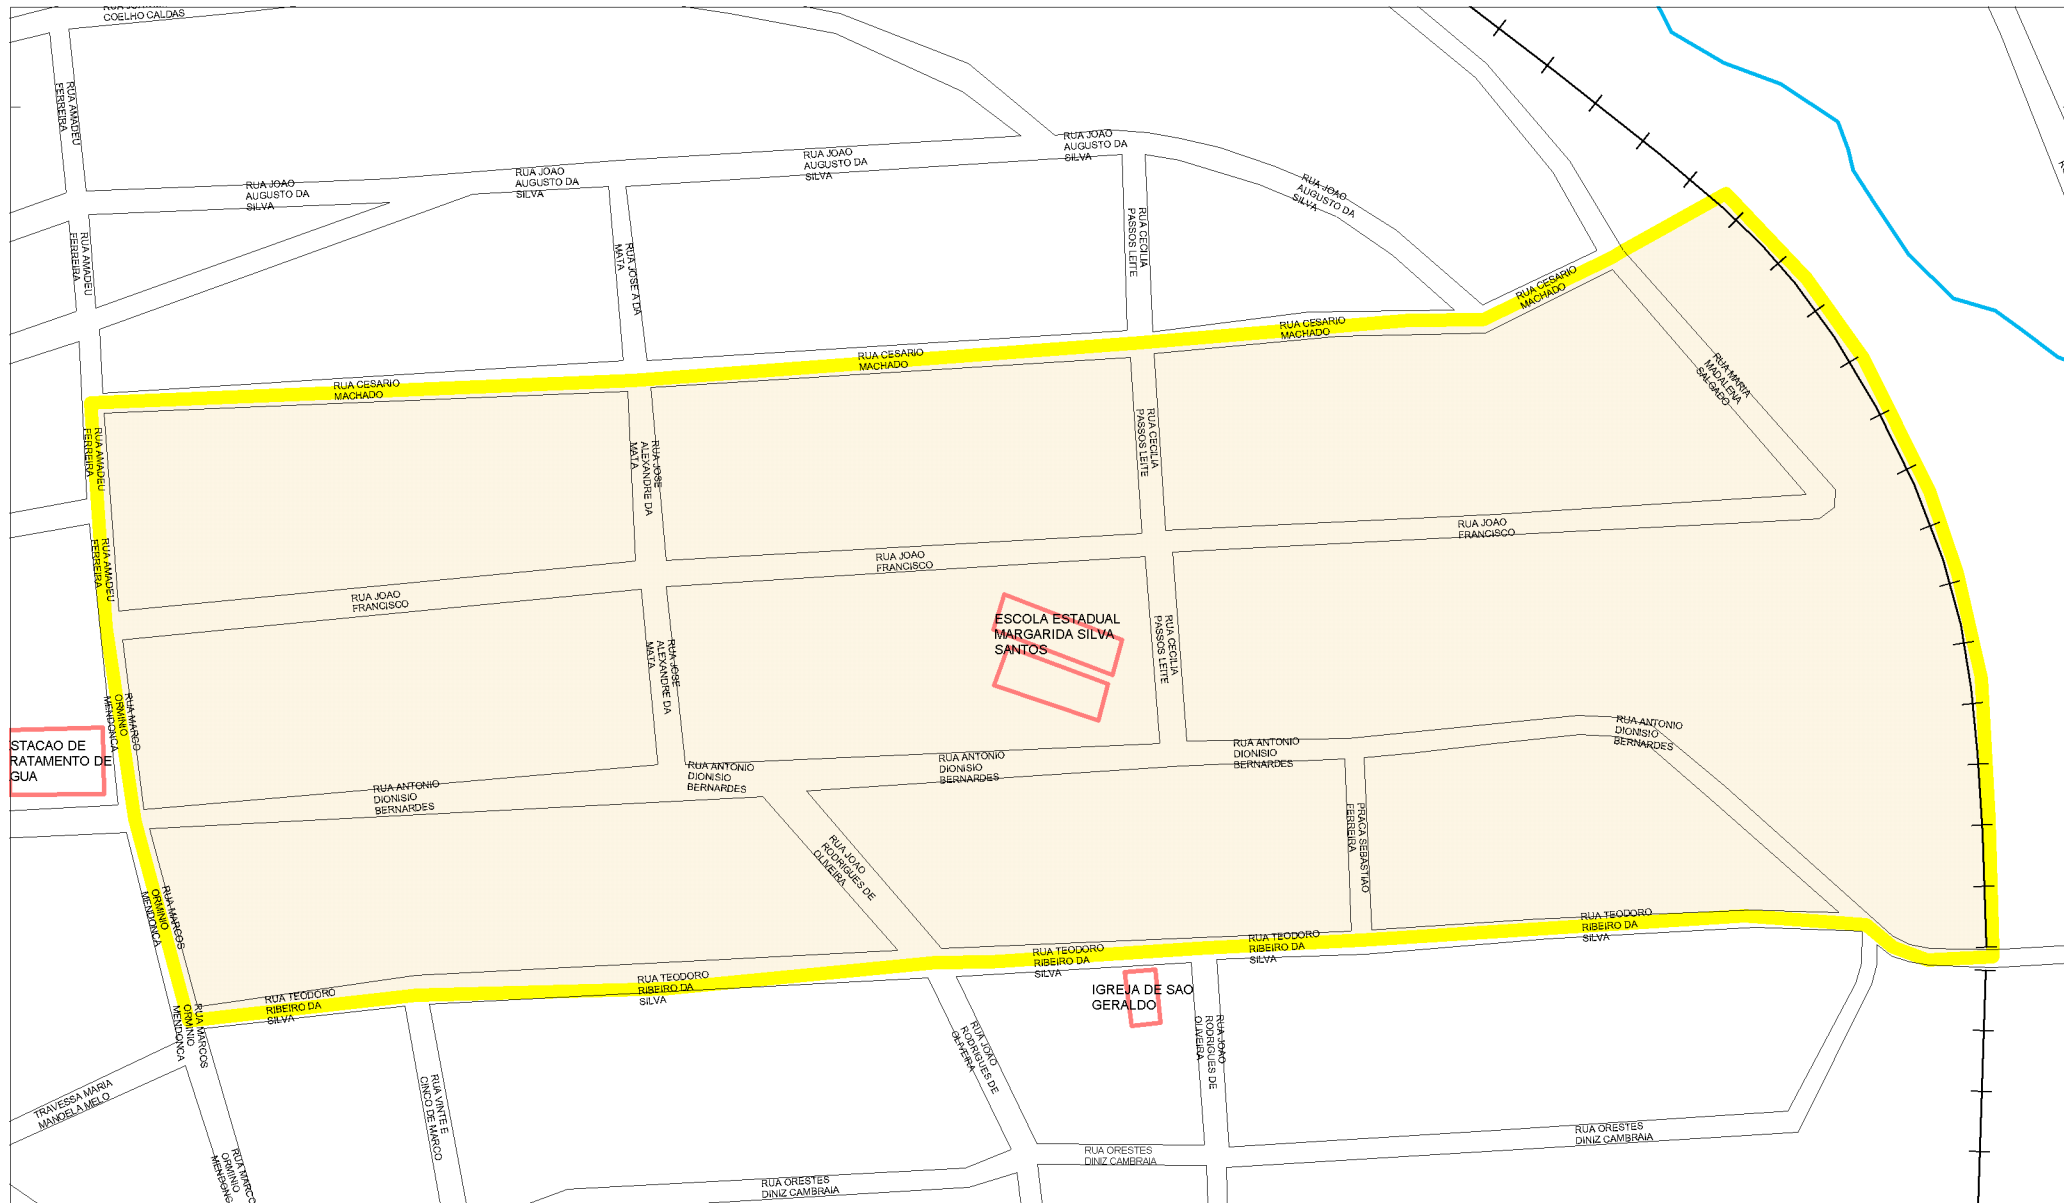 COELHO CALDAS
RUA AMADEU
FERREIRA
RUA JOAO
AUGUSTO DA
SILVA
RUA JOAO
AUGUSTO DA
SILVA
RUA JOAO
AUGUSTO DA
SILVA
RUA JOAO
AUGUSTO DA
SILVA
RUA JOAO
AUGUSTO DA
SILVA
RUA AMADEU
FERREIRA
RUA JOSE A DA
MATA
RUA CECILIA
PASSOS LEITE
RUA CESARIO
MACHADO
RUA CESARIO
MACHADO
RUA CESARIO
MACHADO
RUA CESARIO
MACHADO
RUA MARIA
MADALENA
SALGADO
RUA AMADEU
FERREIRA
RUA JOSE
ALEXANDRE DA
MATA
RUA CECILIA
PASSOS LEITE
RUA AMADEU
FERREIRA
RUA JOAO
FRANCISCO
RUA JOAO
FRANCISCO
RUA JOAO
FRANCISCO
ESCOLA ESTADUAL
MARGARIDA SILVA
SANTOS
RUA JOSE
ALEXANDRE DA
MATA
RUA CECILIA
PASSOS LEITE
RUA MARCO
ORMINIO
MENDONCA
STACAO DE
RATAMENTO DE
GUA
RUA ANTONIO
DIONISIO
BERNARDES
RUA ANTONIO
DIONISIO
BERNARDES
RUA ANTONIO
DIONISIO
BERNARDES
RUA ANTONIO
DIONISIO
BERNARDES
RUA ANTONIO
DIONISIO
BERNARDES
RUA JOAO
RODRIGUES DE
OLIVEIRA
PRACA SEBASTIAO
FERREIRA
RUA MARCOS
ORMINIO
MENDONCA
RUA TEODORO
RIBEIRO DA
SILVA
RUA TEODORO
RIBEIRO DA
SILVA
RUA TEODORO
RIBEIRO DA
SILVA
RUA TEODORO
RIBEIRO DA
SILVA
RUA TEODORO
RIBEIRO DA
SILVA
IGREJA DE SAO
GERALDO
RUA MARCOS
ORMINIO
MENDONCA
RUA JOAO
RODRIGUES DE
OLIVEIRA
RUA JOAO
RODRIGUES DE
OLIVEIRA
TRAVESSA MARIA
MANOELA MELO
RUA VINTE E
CINCO DE MARCO
RUA ORESTES
DINIZ CAMBRAIA
RUA ORESTES
DINIZ CAMBRAIA
RUA ORESTES
DINIZ CAMBRAIA
RUA MARCO
ORMINIO